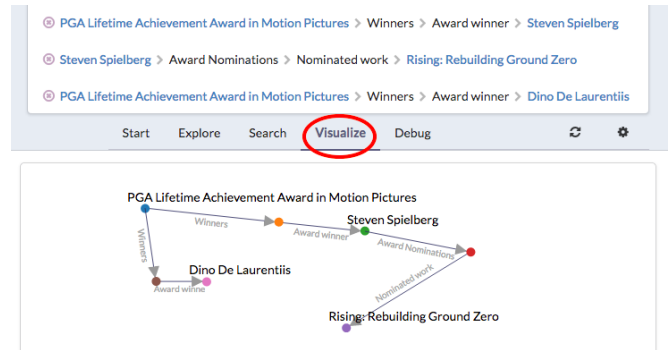 PGA Lifetime Achievement Award in Motion Pictures > Winners > Award winner > Steven Spielberg
Steven Spielberg > Award Nominations > Nominated work > Rising: Rebuilding Ground Zero
PGA Lifetime Achievement Award in Motion Pictures > Winners > Award winner > Dino De Laurentiis
Start Explore Search Visualize Debug
PGA Lifetime Achievement Award in Motion Pictures
Winners
Steven Spielberg
Award winner
Award Nominations
Winners
Dino De Laurentiis
Award winne
Nominated work
Rising: Rebuilding Ground Zero